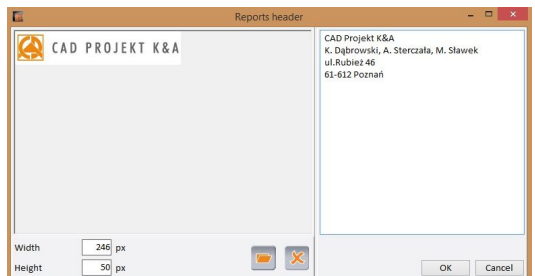 Reports header
CAD PROJEKT K&A
CAD Projekt K&A
K. Dąbrowski, A. Sterczała, M. Sławek
ul.Rubież 46
61-612 Poznań
Width 246 px
Height 50 px
OK Cancel